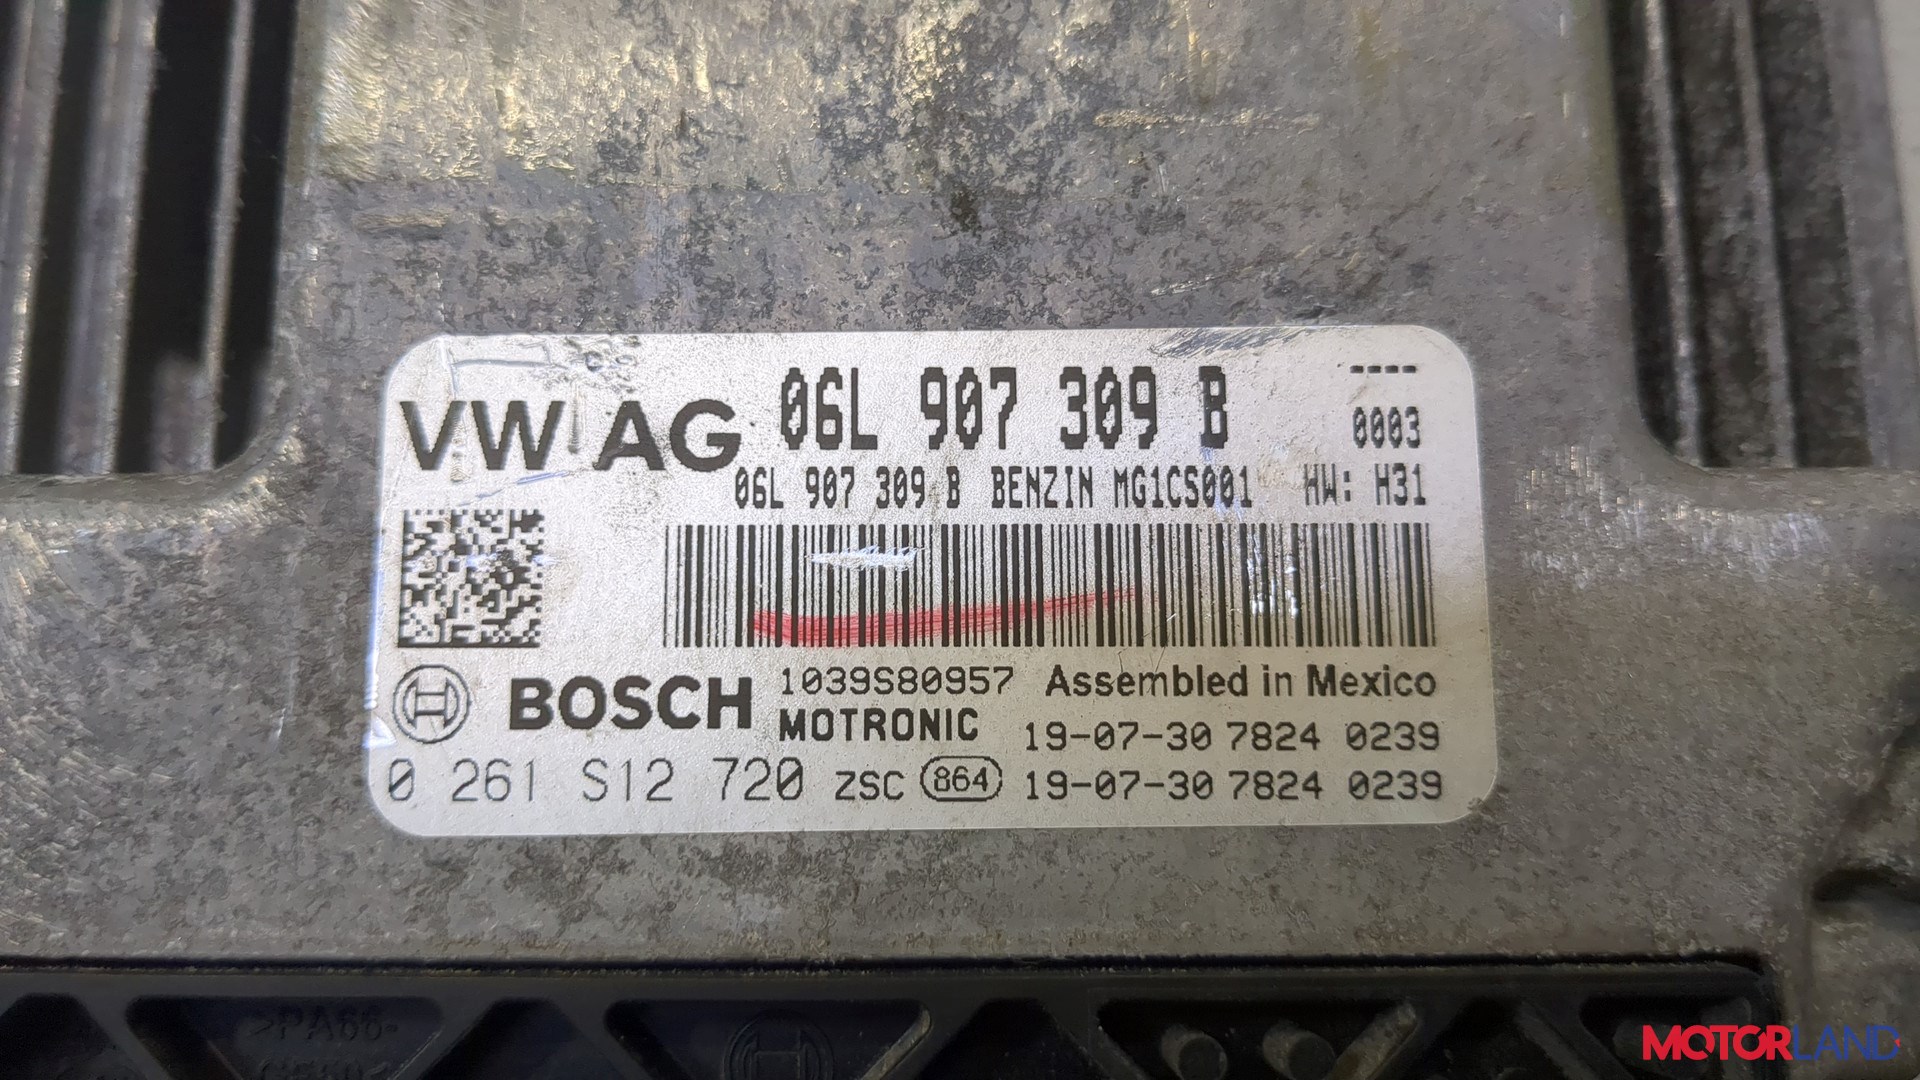 VW AG 06L 907 309 B ----
0003
06L 907 309 B BENZIN MG1CS001 HW: H31
BOSCH 1039S80957 Assembled in Mexico
MOTRONIC 19-07-30 7824 0239
0 261 S12 720 ZSC 864 19-07-30 7824 0239
>PA66-
MOTORLAND